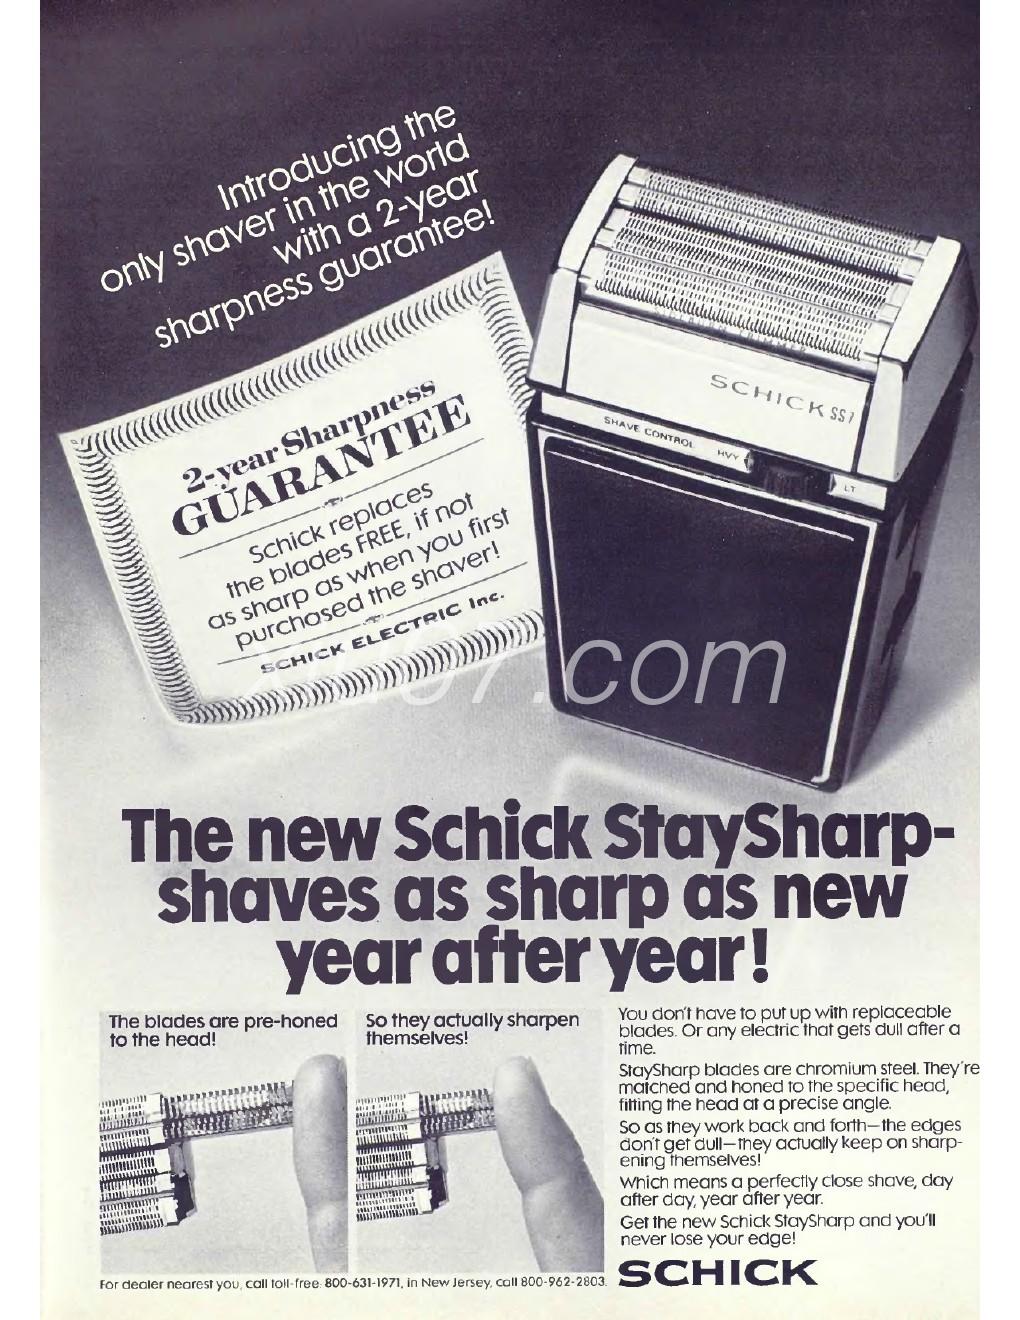 Introducing the
only shaver in the world
with a 2-year
sharpness guarantee!
2-year Sharpness
GUARANTEE
Schick replaces
the blades FREE, if not
as sharp as when you first
purchased the shaver!
SCHICK ELECTRIC Inc.
SCHICK SS7
SHAVE CONTROL HVY LT
.com
The new Schick StaySharp-
shaves as sharp as new
year after year!
The blades are pre-honed
to the head!
So they actually sharpen
themselves!
You don't have to put up with replaceable
blades. Or any electric that gets dull after a
time.
StaySharp blades are chromium steel. They're
matched and honed to the specific head,
fitting the head at a precise angle.
So as they work back and forth—the edges
don't get dull—they actually keep on sharp-
ening themselves!
Which means a perfectly close shave, day
after day, year after year.
Get the new Schick StaySharp and you'll
never lose your edge!
For dealer nearest you, call toll-free: 800-631-1971, in New Jersey, call 800-962-2803.
SCHICK